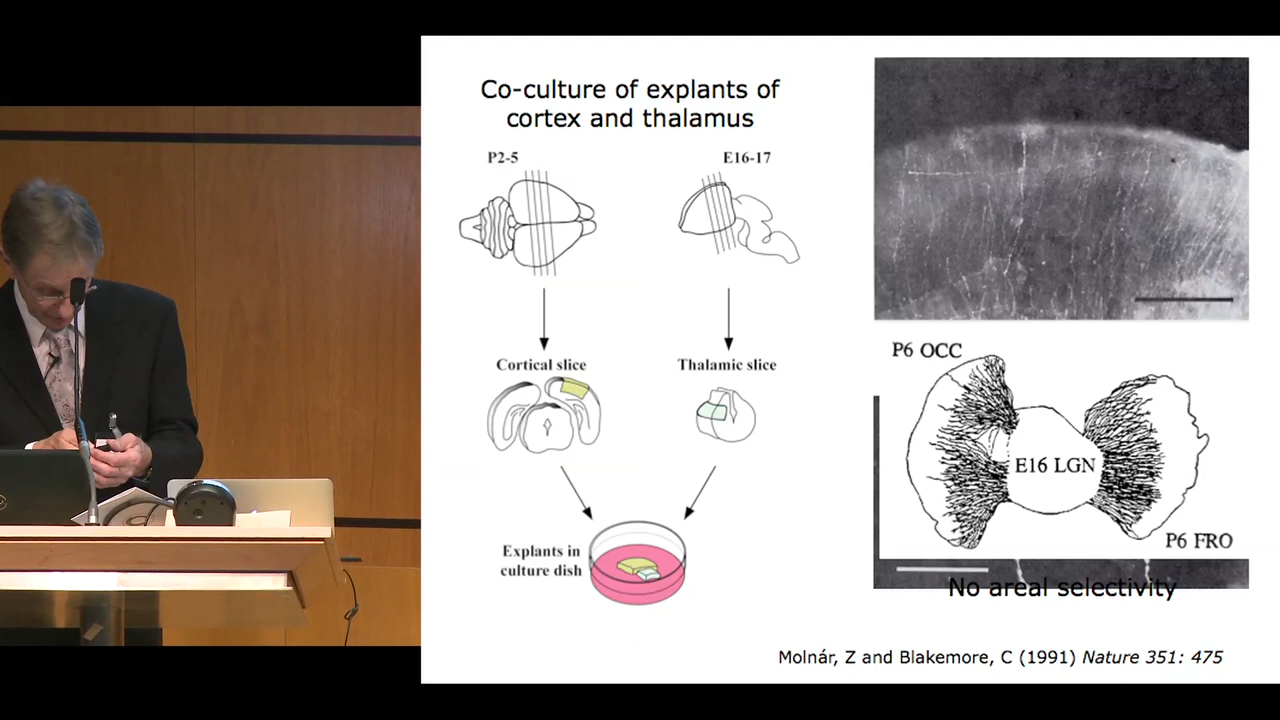 Co-culture of explants of
cortex and thalamus
P2-5
E16-17
Cortical slice
Thalamic slice
Explants in
culture dish
P6 OCC
E16 LGN
P6 FRO
No areal selectivity
Molnár, Z and Blakemore, C (1991) Nature 351: 475